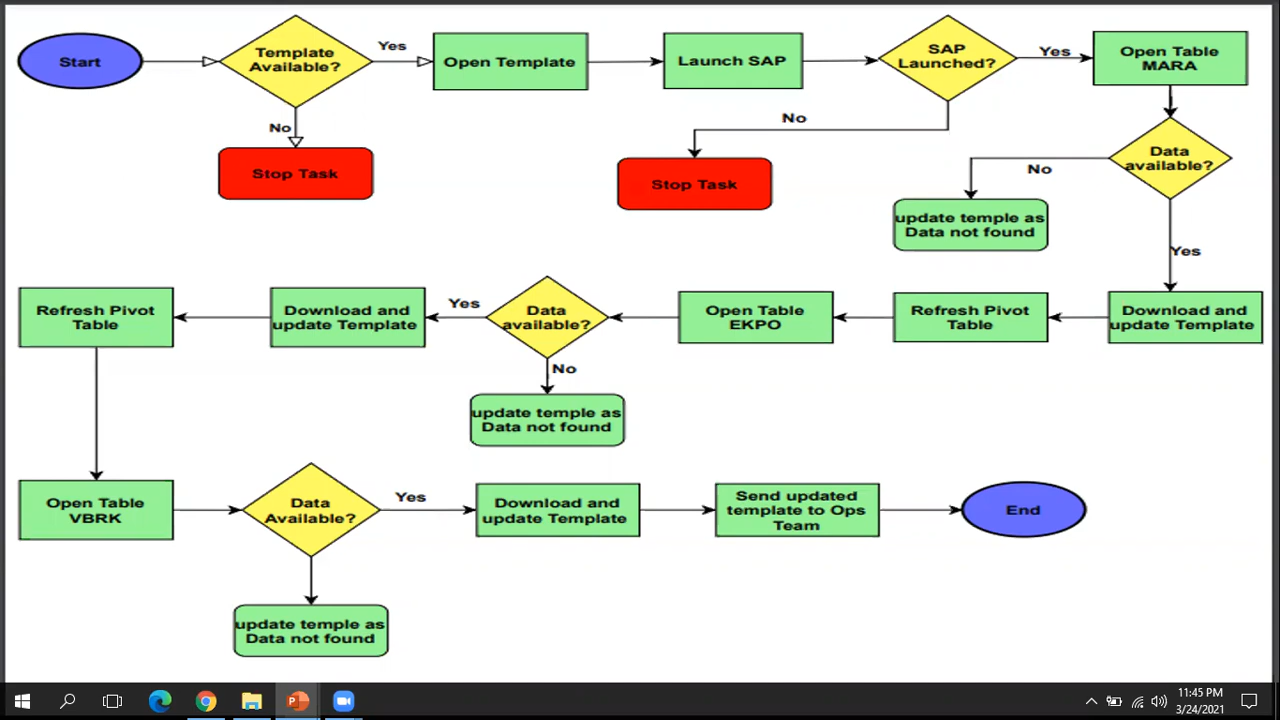 Start
Template
Available?
Yes
Open Template
Launch SAP
SAP
Launched?
Yes
Open Table
MARA
No
Stop Task
No
Stop Task
Data
available?
No
update temple as
Data not found
Yes
Refresh Pivot
Table
Download and
update Template
Yes
Data
available?
Open Table
EKPO
Refresh Pivot
Table
Download and
update Template
No
update temple as
Data not found
Open Table
VBRK
Data
Available?
Yes
Download and
update Template
Send updated
template to Ops
Team
End
update temple as
Data not found
11:45 PM
3/24/2021